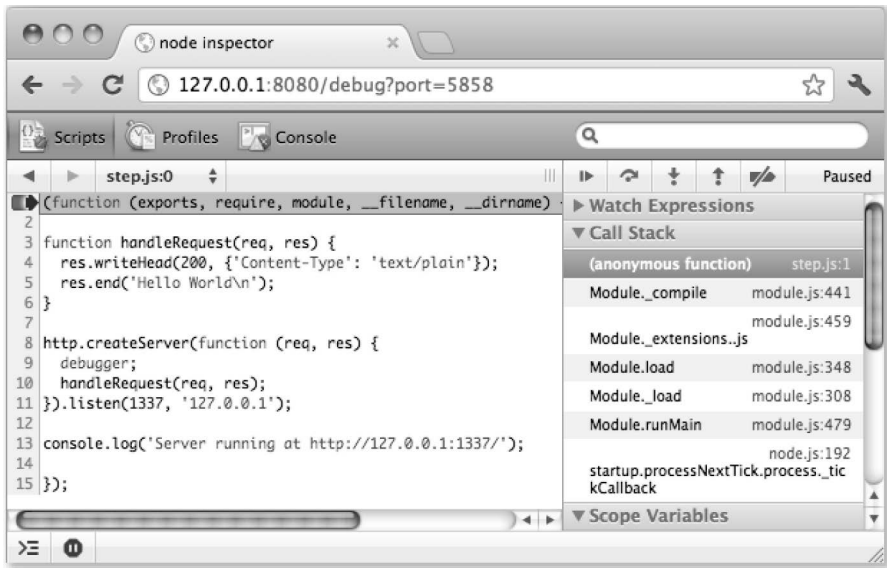 node inspector
127.0.0.1:8080/debug?port=5858
Scripts Profiles Console
step.js:0
Paused
(function (exports, require, module, __filename, __dirname)
2
3 function handleRequest(req, res) {
4 res.writeHead(200, {'Content-Type': 'text/plain'});
5 res.end('Hello World\n');
6 }
7
8 http.createServer(function (req, res) {
9 debugger;
10 handleRequest(req, res);
11 }).listen(1337, '127.0.0.1');
12
13 console.log('Server running at http://127.0.0.1:1337/');
14
15 });
Watch Expressions
Call Stack
(anonymous function) step.js:1
Module._compile module.js:441
module.js:459
Module._extensions..js
Module.load module.js:348
Module._load module.js:308
Module.runMain module.js:479
node.js:192
startup.processNextTick.process._tic
kCallback
Scope Variables